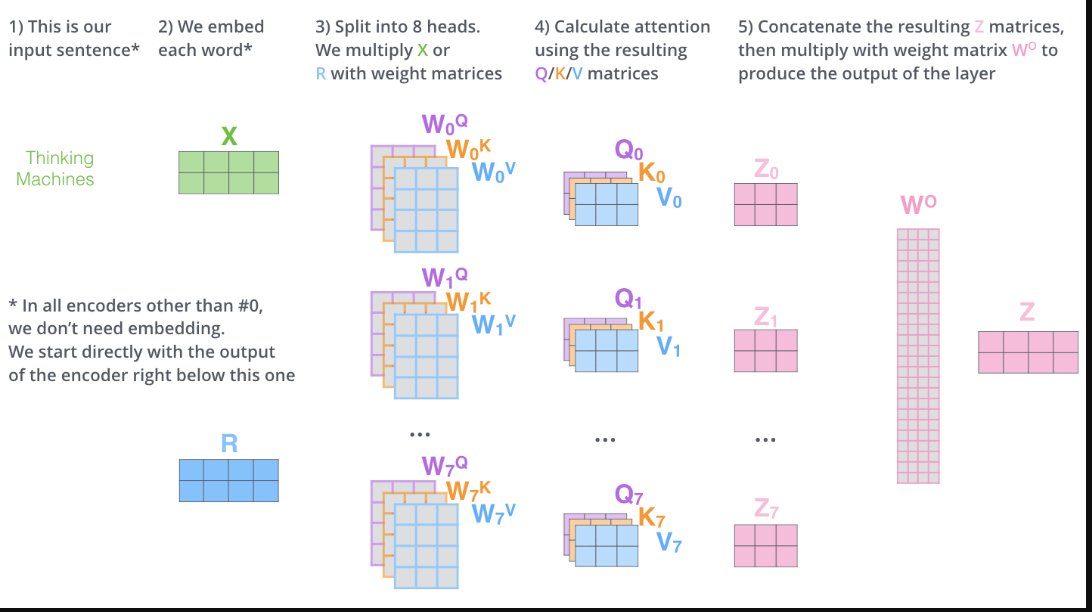 1) This is our
input sentence*
2) We embed
each word*
3) Split into 8 heads.
We multiply X or
R with weight matrices
4) Calculate attention
using the resulting
Q/K/V matrices
5) Concatenate the resulting Z matrices,
then multiply with weight matrix Wᴼ to
produce the output of the layer
Thinking
Machines
X
W₀Q
W₀K
W₀V
Q₀
K₀
V₀
Z₀
Wᴼ
* In all encoders other than #0,
we don’t need embedding.
We start directly with the output
of the encoder right below this one
W₁Q
W₁K
W₁V
Q₁
K₁
V₁
Z₁
Z
...
...
...
R
W₇Q
W₇K
W₇V
Q₇
K₇
V₇
Z₇